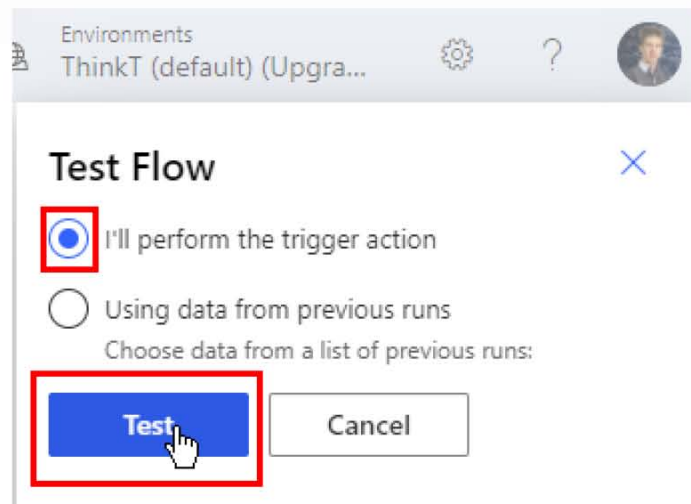 Environments
ThinkT (default) (Upgra...
?
Test Flow
I'll perform the trigger action
Using data from previous runs
Choose data from a list of previous runs:
Test
Cancel